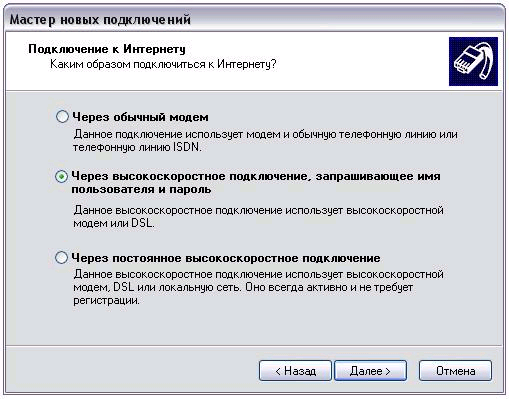 Мастер новых подключений
Подключение к Интернету
Каким образом подключиться к Интернету?
Через обычный модем
Данное подключение использует модем и обычную телефонную линию или
телефонную линию ISDN.
Через высокоскоростное подключение, запрашивающее имя
пользователя и пароль
Данное высокоскоростное подключение использует высокоскоростной
модем или DSL.
Через постоянное высокоскоростное подключение
Данное высокоскоростное подключение использует высокоскоростной
модем, DSL или локальную сеть. Оно всегда активно и не требует
регистрации.
< Назад Далее > Отмена